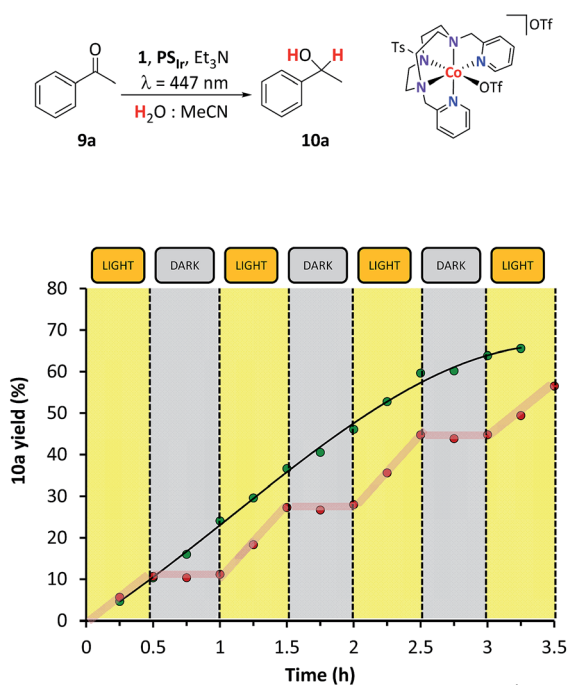 O
9a
1, PSIr, Et3N
λ = 447 nm
H2O : MeCN
HO H
10a
Ts N N
N Co N
N OTf
OTf
LIGHT DARK LIGHT DARK LIGHT DARK LIGHT
80
70
60
50
40
30
20
10
0
10a yield (%)
0 0.5 1 1.5 2 2.5 3 3.5
Time (h)